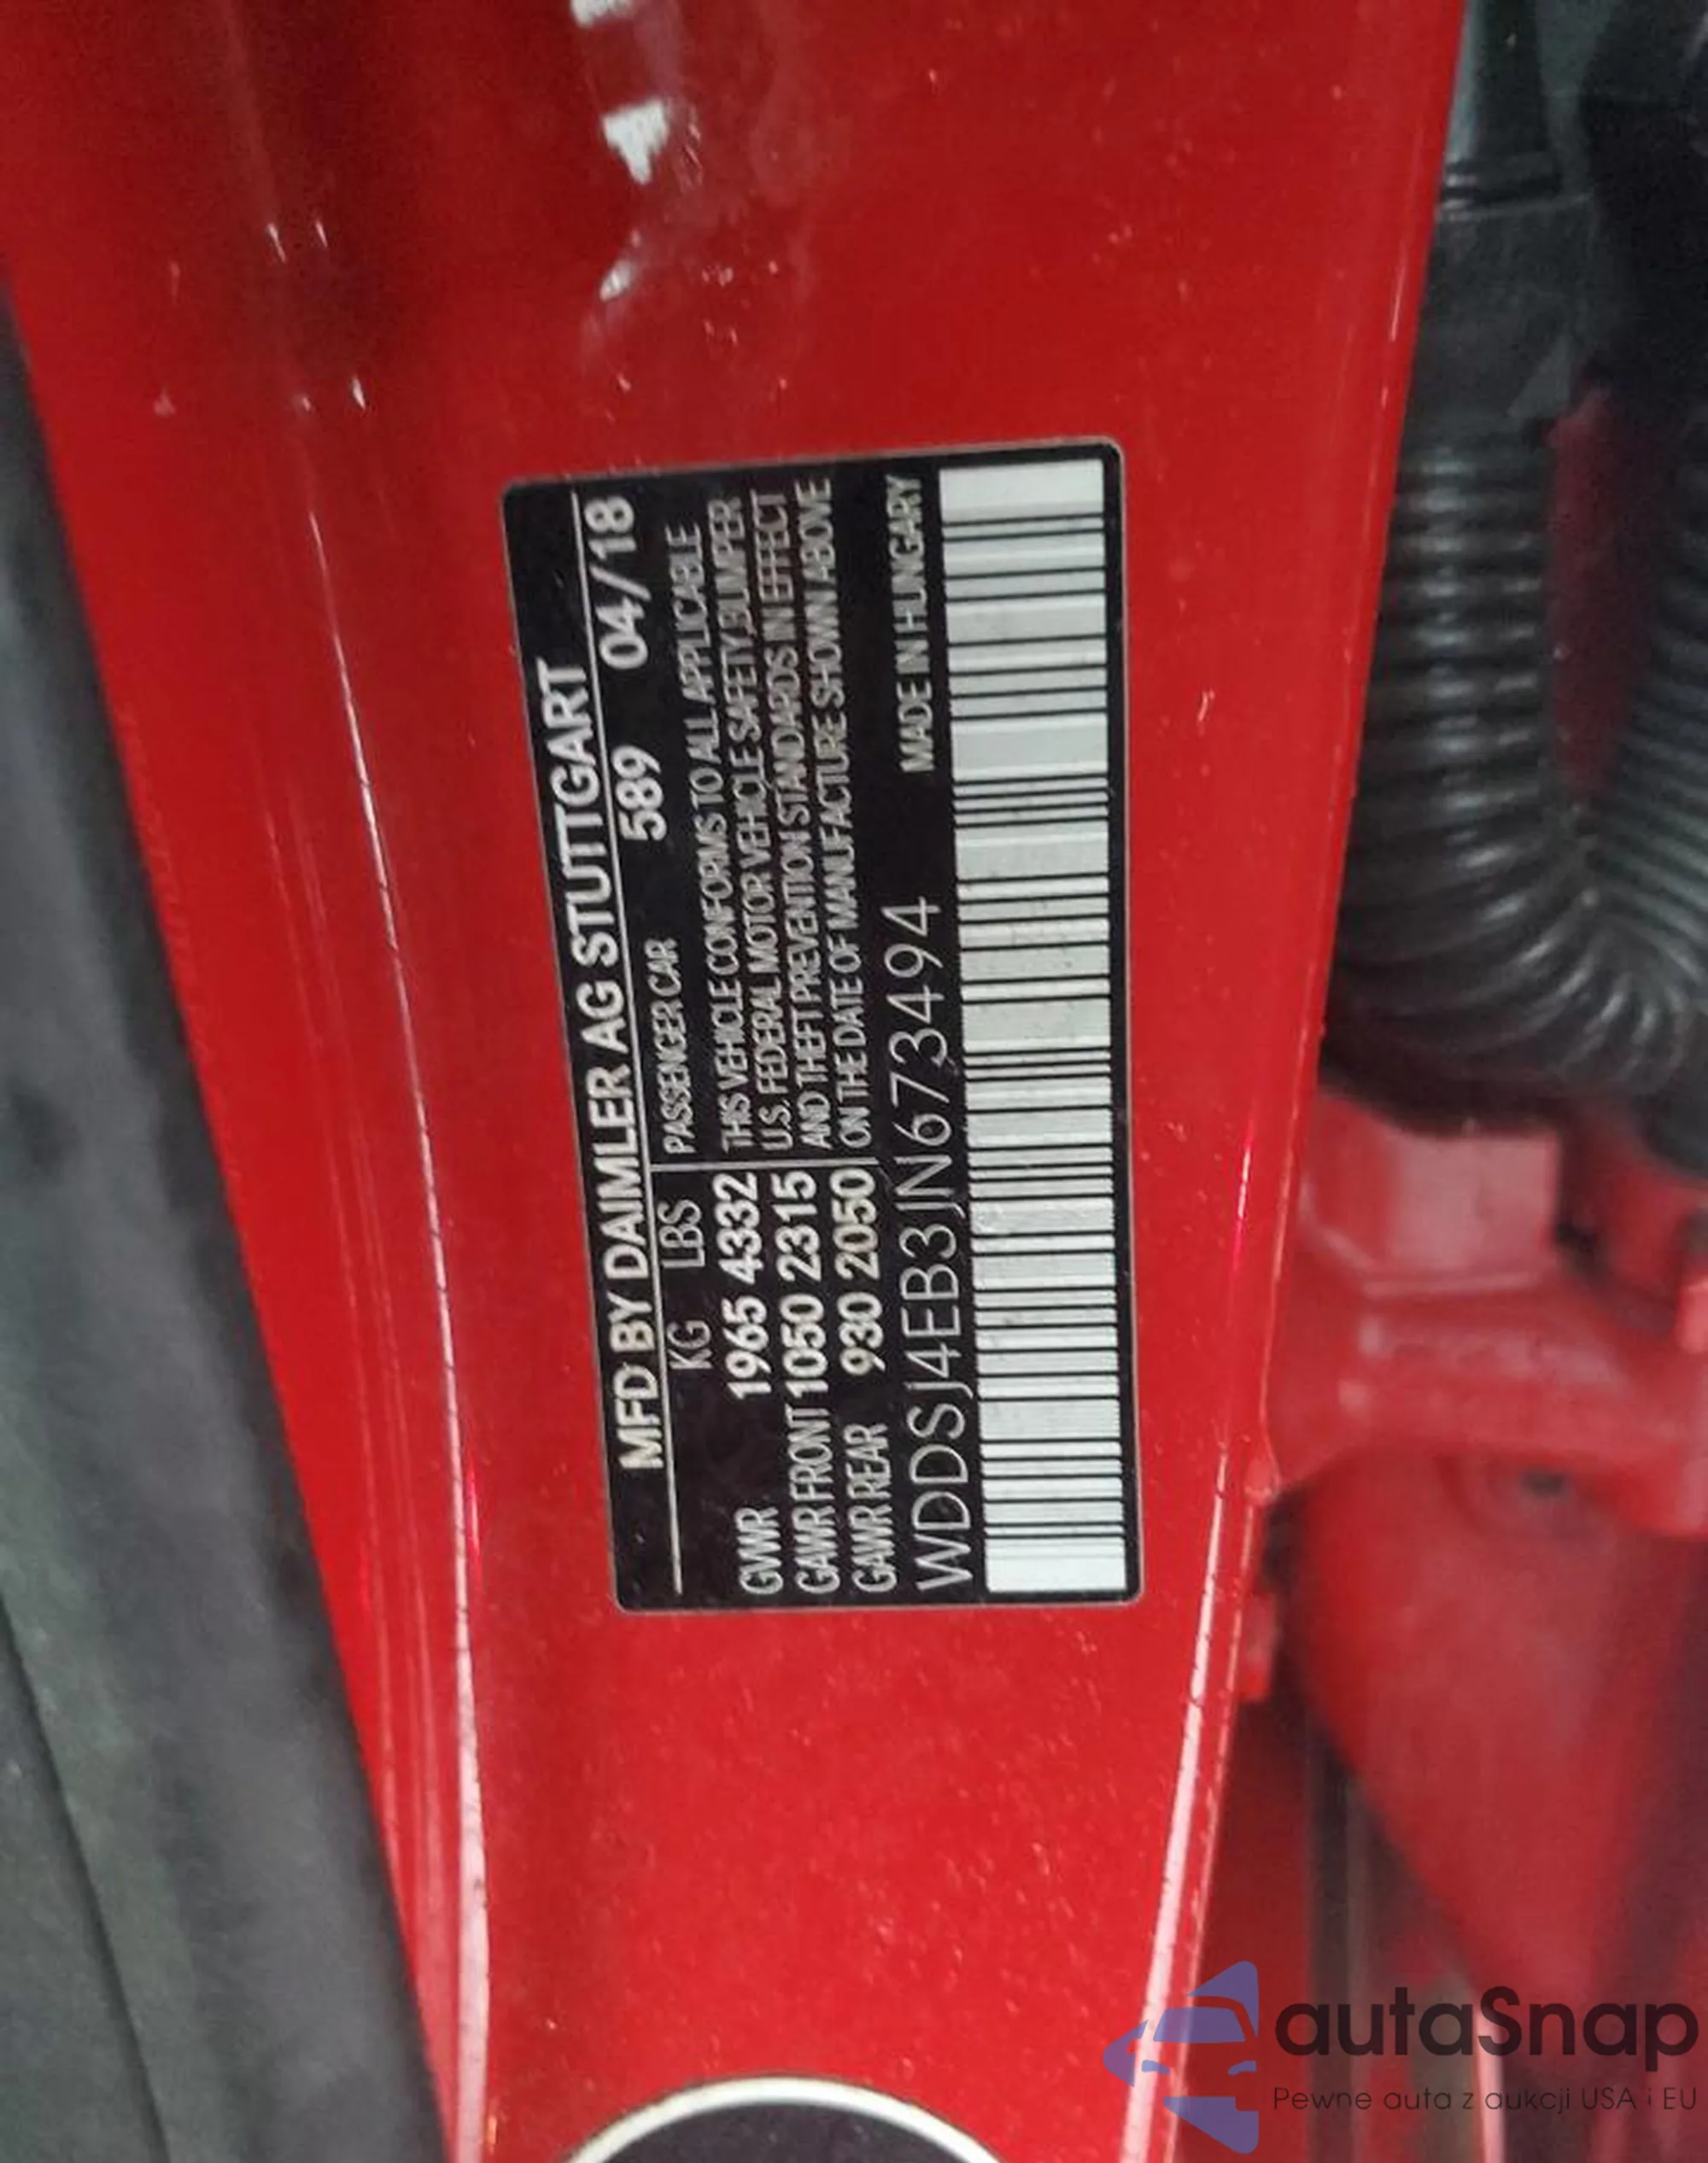 MFD BY DAIMLER AG STUTTGART
KG LBS PASSENGER CAR 589 04/18
GVWR 1965 4332 THIS VEHICLE CONFORMS TO ALL APPLICABLE
GAWR FRONT 1050 2315 U.S. FEDERAL MOTOR VEHICLE SAFETY, BUMPER
GAWR REAR 930 2050 AND THEFT PREVENTION STANDARDS IN EFFECT
ON THE DATE OF MANUFACTURE SHOWN ABOVE
WDDSJ4EB3JN673494 MADE IN HUNGARY
autaSnap
Pewne auta z aukcji USA i EU